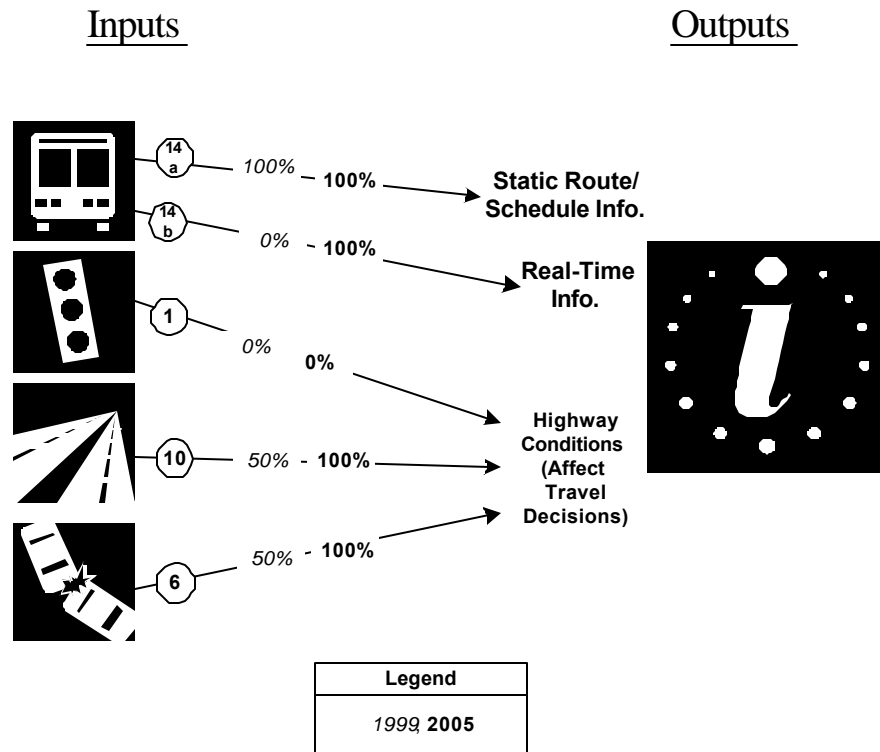 Inputs
Outputs
14
a
100%
100%
Static Route/
Schedule Info.
14
b
0%
100%
Real-Time
Info.
1
0%
0%
Highway
Conditions
(Affect
Travel
Decisions)
10
50%
100%
6
50%
100%
i
Legend
1999, 2005